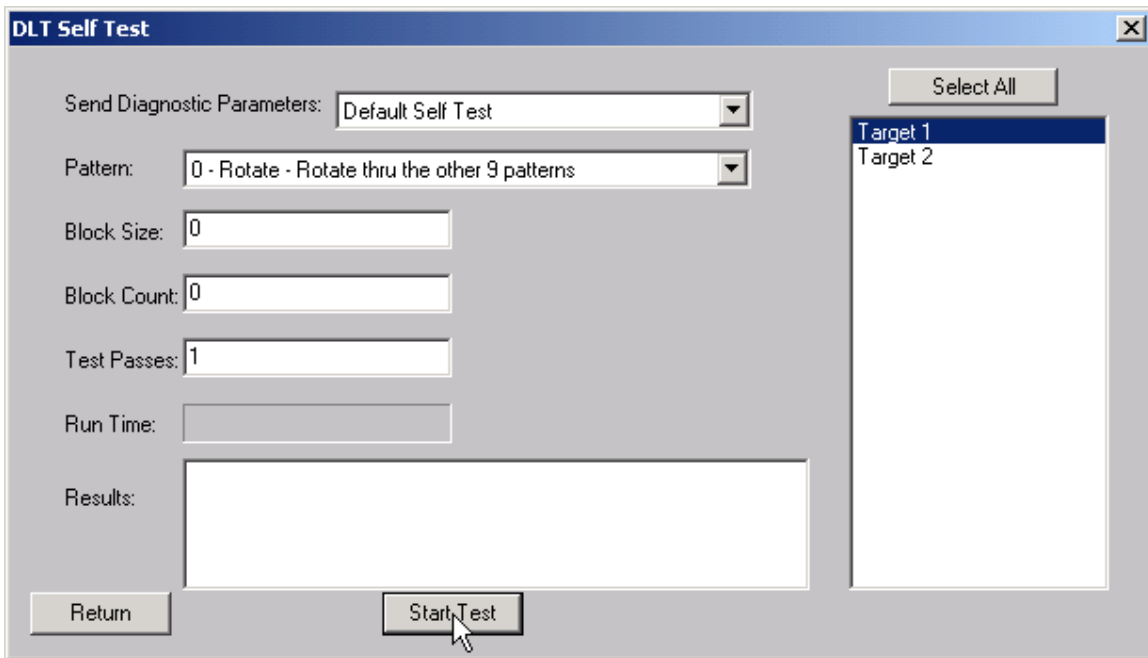 DLT Self Test
Send Diagnostic Parameters: Default Self Test
Select All
Pattern: 0 - Rotate - Rotate thru the other 9 patterns
Target 1
Target 2
Block Size: 0
Block Count: 0
Test Passes: 1
Run Time:
Results:
Return
Start Test